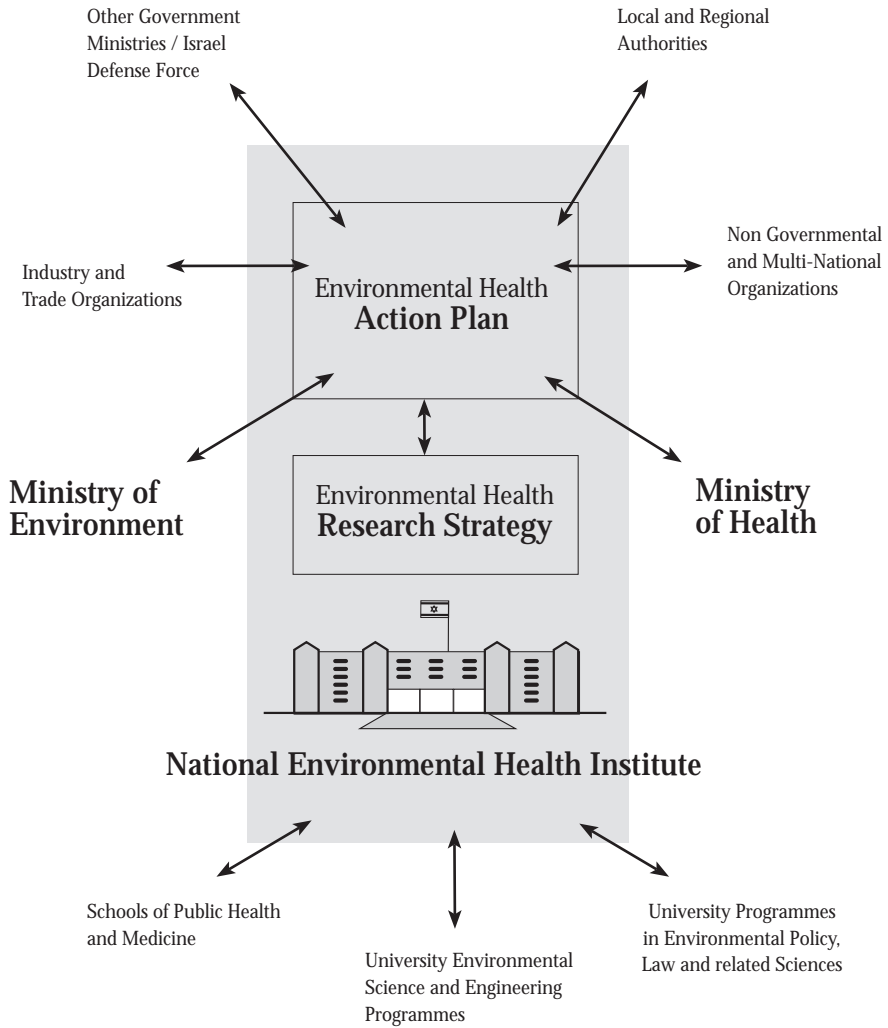 Other Government
Ministries / Israel
Defense Force
Local and Regional
Authorities
Industry and
Trade Organizations
Environmental Health
Action Plan
Non Governmental
and Multi-National
Organizations
Ministry of
Environment
Environmental Health
Research Strategy
Ministry
of Health
National Environmental Health Institute
Schools of Public Health
and Medicine
University Environmental
Science and Engineering
Programmes
University Programmes
in Environmental Policy,
Law and related Sciences